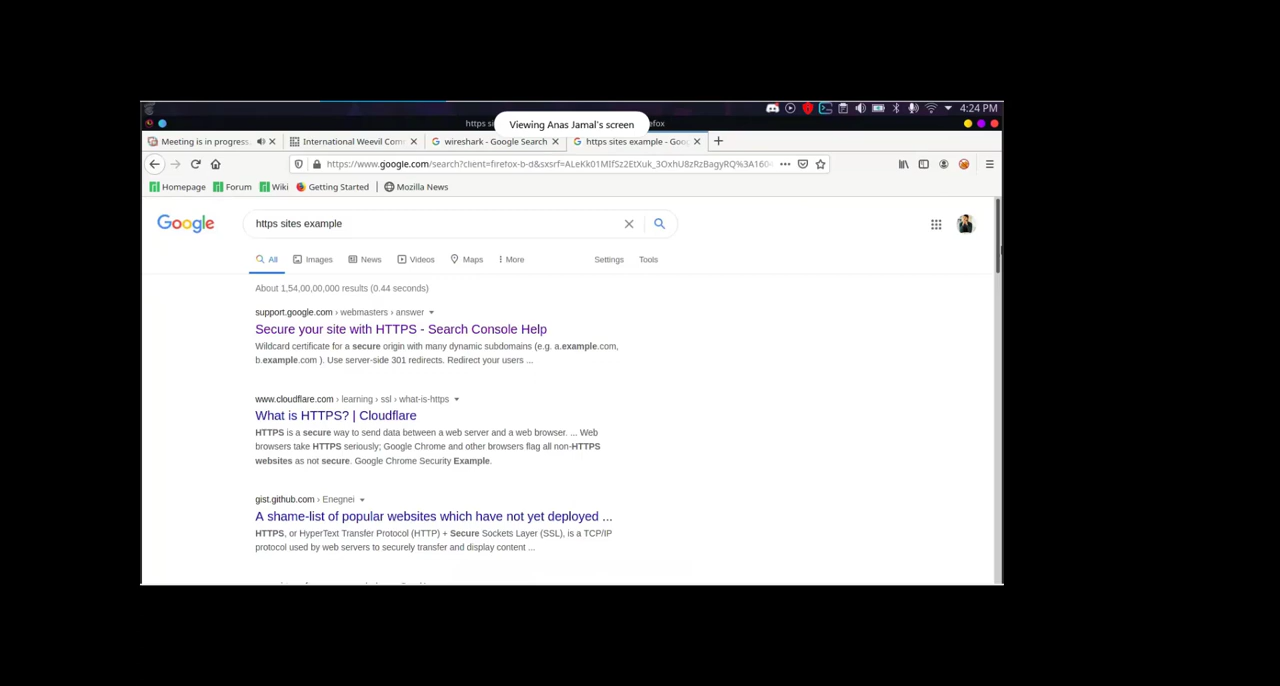 4:24 PM
https si
Viewing Anas Jamal's screen
efox
Meeting is in progress.
International Weevil Com
wireshark - Google Search
https sites example - Goo
https://www.google.com/search?client=firefox-b-d&sxsrf=
Homepage
Forum
Wiki
Getting Started
Mozilla News
Google
https sites example
All
Images
News
Videos
Maps
More
Settings
Tools
About 1,54,00,00,000 results (0.44 seconds)
support.google.com › webmasters › answer
Secure your site with HTTPS - Search Console Help
Wildcard certificate for a secure origin with many dynamic subdomains (e.g. a.example.com,
b.example.com ). Use server-side 301 redirects. Redirect your users ...
www.cloudflare.com › learning › ssl › what-is-https
What is HTTPS? | Cloudflare
HTTPS is a secure way to send data between a web server and a web browser. ... Web
browsers take HTTPS seriously; Google Chrome and other browsers flag all non-HTTPS
websites as not secure. Google Chrome Security Example.
gist.github.com › Enegnei
A shame-list of popular websites which have not yet deployed ...
HTTPS, or HyperText Transfer Protocol (HTTP) + Secure Sockets Layer (SSL), is a TCP/IP
protocol used by web servers to securely transfer and display content ...